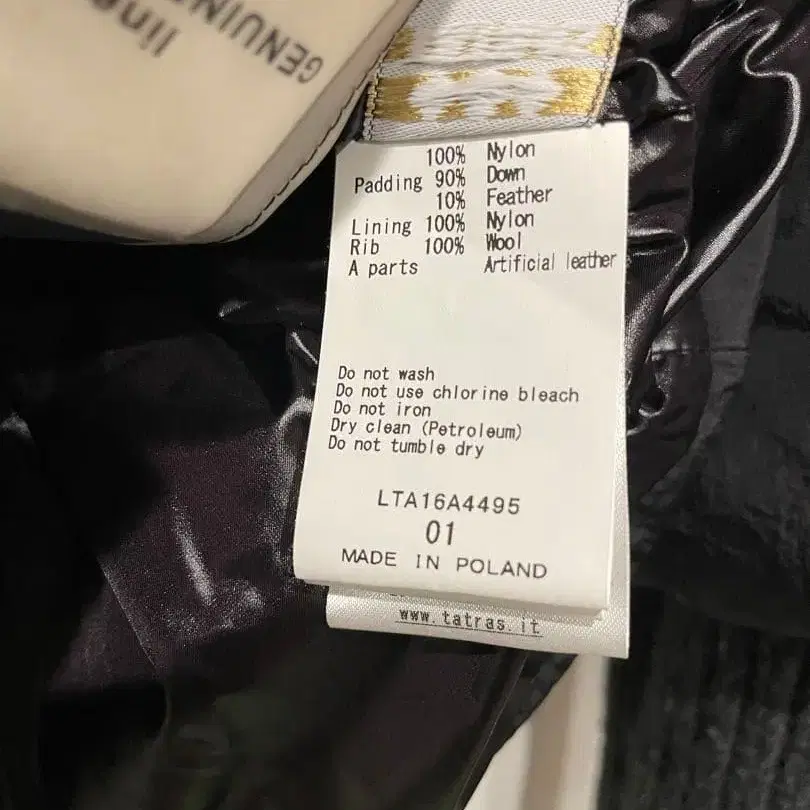 line
GENUINE
100% Nylon
Padding 90% Down
10% Feather
Lining 100% Nylon
Rib 100% Wool
A parts Artificial leather
Do not wash
Do not use chlorine bleach
Do not iron
Dry clean (Petroleum)
Do not tumble dry
LTA16A4495
01
MADE IN POLAND
www.tatras.it